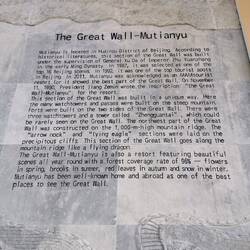 The Great Wall-Mutianyu
Mutianyu is located in Huairou District of Beijing. According to
historical literatures, this section of the Great Wall was built
under the supervision of General Xu Da of Emperor Zhu Yuanzhang
in the early Ming Dynasty. In 1987, it was selected as one of the
top 16 Beijing scenes. In 1992, it was one of the top tourist
in Beijing. In 2011, Mutianyu was acknowledged as an AAAAA tourist
resort for it showed the best part of the Great Wall. On November
11, 1990, President Jiang Zemin wrote the inscription "the Great
Wall-Mutianyu" for the resort.
This section of the Great Wall was built in a unique way. Here
the many watchtowers and passes were built on the steep mountain.
Forts were built on the two sides of the Great Wall. There were
three watchtowers and a tower called "Zhengguantai", which could
be rarely seen on the Great Wall. The northwest part of the Great
Wall was constructed on the 1,000-m-high mountain ridge. The
"arrow nock" and "flying eagle" sections were laid on the
precipitous cliffs. This section of the Great Wall goes along the
mountain ridge like a flying dragon.
The Great Wall-Mutianyu is also a resort featuring beautiful
scenes all year round with a forest coverage rate of 96% — flowers
in spring, brooks in summer, red leaves in autumn and snow in winter.
Mutianyu has been well-known home and abroad as one of the best
places to see the Great Wall.